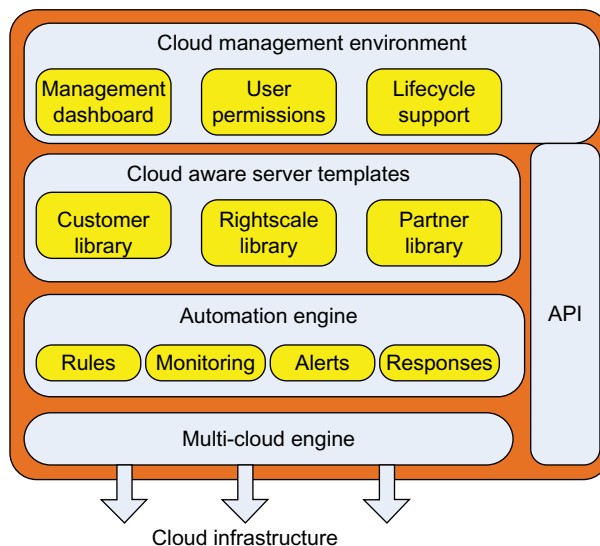 Cloud management environment
Management
dashboard
User
permissions
Lifecycle
support
Cloud aware server templates
Customer
library
Rightscale
library
Partner
library
API
Automation engine
Rules
Monitoring
Alerts
Responses
Multi-cloud engine
Cloud infrastructure